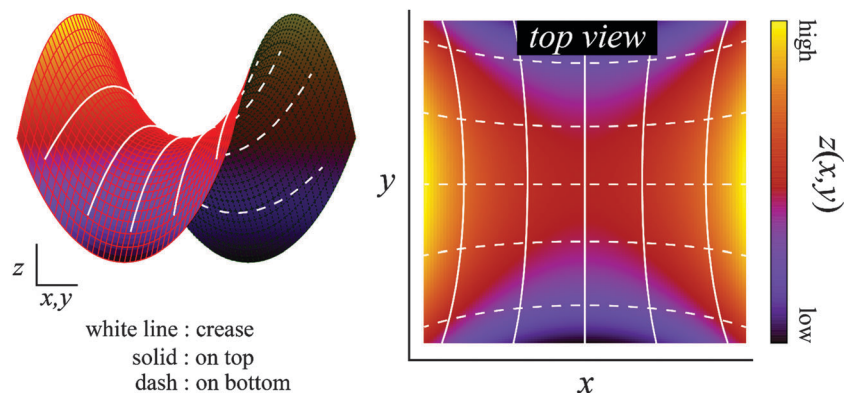 z
x,y
white line : crease
solid : on top
dash : on bottom
top view
y
x
high
z(x,y)
low